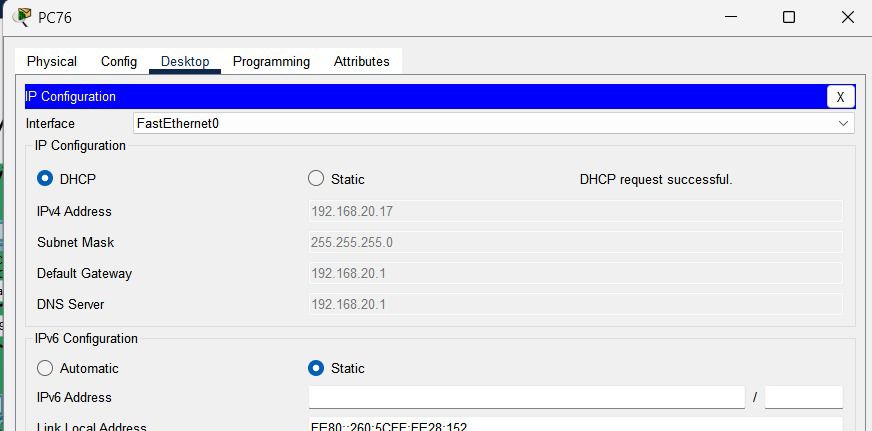 PC76
Physical Config Desktop Programming Attributes
IP Configuration X
Interface FastEthernet0
IP Configuration
DHCP Static DHCP request successful.
IPv4 Address 192.168.20.17
Subnet Mask 255.255.255.0
Default Gateway 192.168.20.1
DNS Server 192.168.20.1
IPv6 Configuration
Automatic Static
IPv6 Address /
Link Local Address FE80::260:5CFF:FE28:152